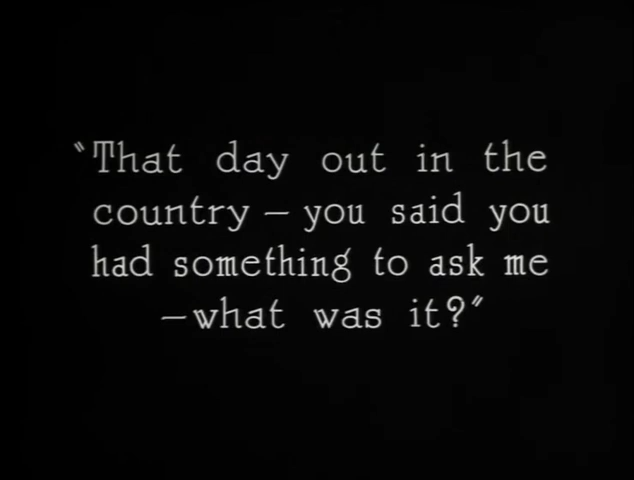 "That day out in the
country — you said you
had something to ask me
—what was it?"